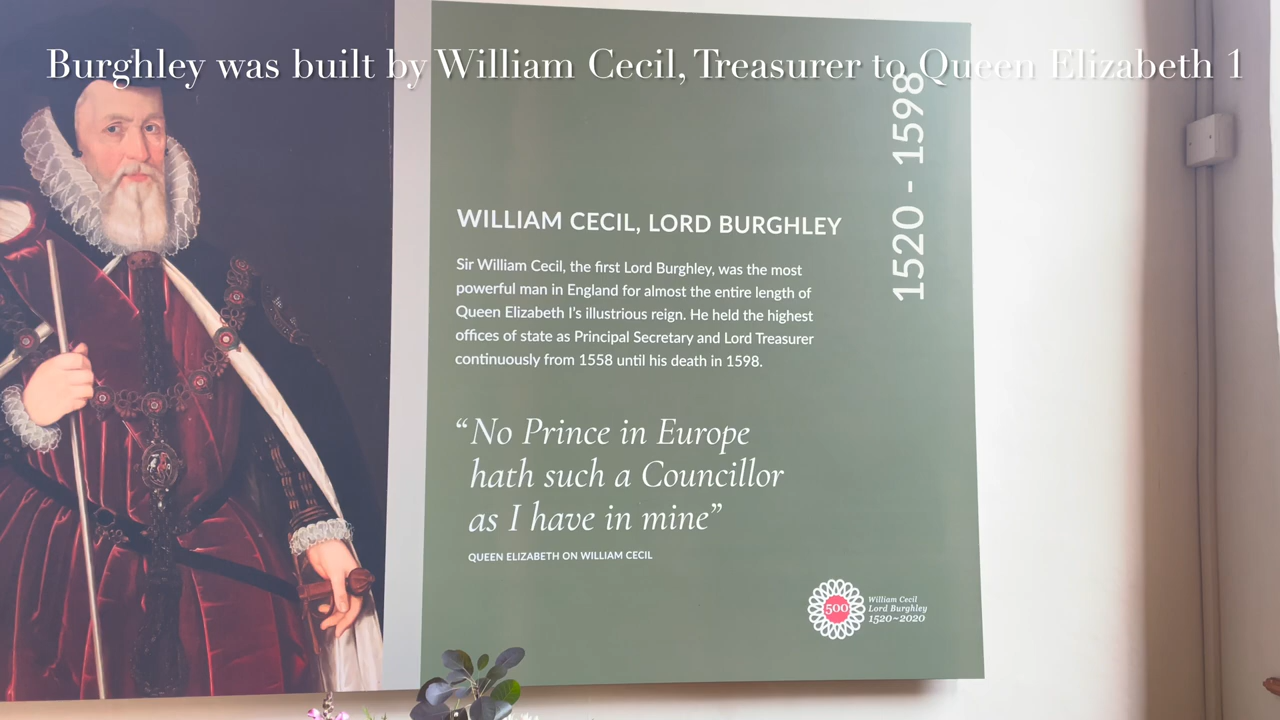 Burghley was built by William Cecil, Treasurer to Queen Elizabeth 1
1520 - 1598
WILLIAM CECIL, LORD BURGHLEY
Sir William Cecil, the first Lord Burghley, was the most
powerful man in England for almost the entire length of
Queen Elizabeth I's illustrious reign. He held the highest
offices of state as Principal Secretary and Lord Treasurer
continuously from 1558 until his death in 1598.
“No Prince in Europe
hath such a Councillor
as I have in mine”
QUEEN ELIZABETH ON WILLIAM CECIL
500
William Cecil
Lord Burghley
1520~2020